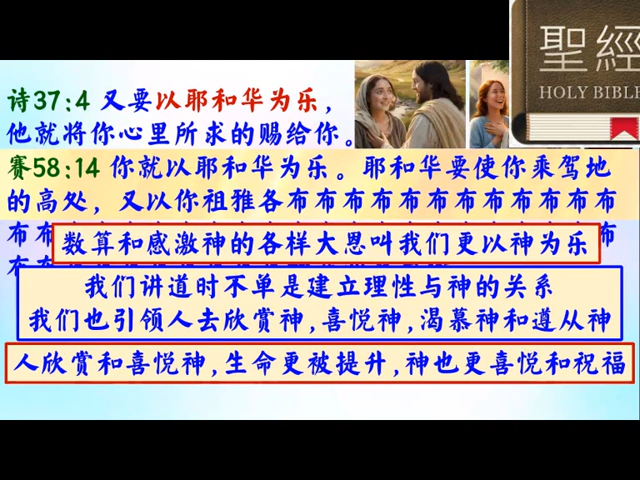 聖經
HOLY BIBLE
诗37:4 又要以耶和华为乐，
他就将你心里所求的赐给你。
赛58:14 你就以耶和华为乐。耶和华要使你乘驾地
的高处，又以你祖雅各布布布布布布布布布布布布
数算和感激神的各样大恩叫我们更以神为乐
我们讲道时不单是建立理性与神的关系
我们也引领人去欣赏神,喜悦神,渴慕神和遵从神
人欣赏和喜悦神,生命更被提升,神也更喜悦和祝福